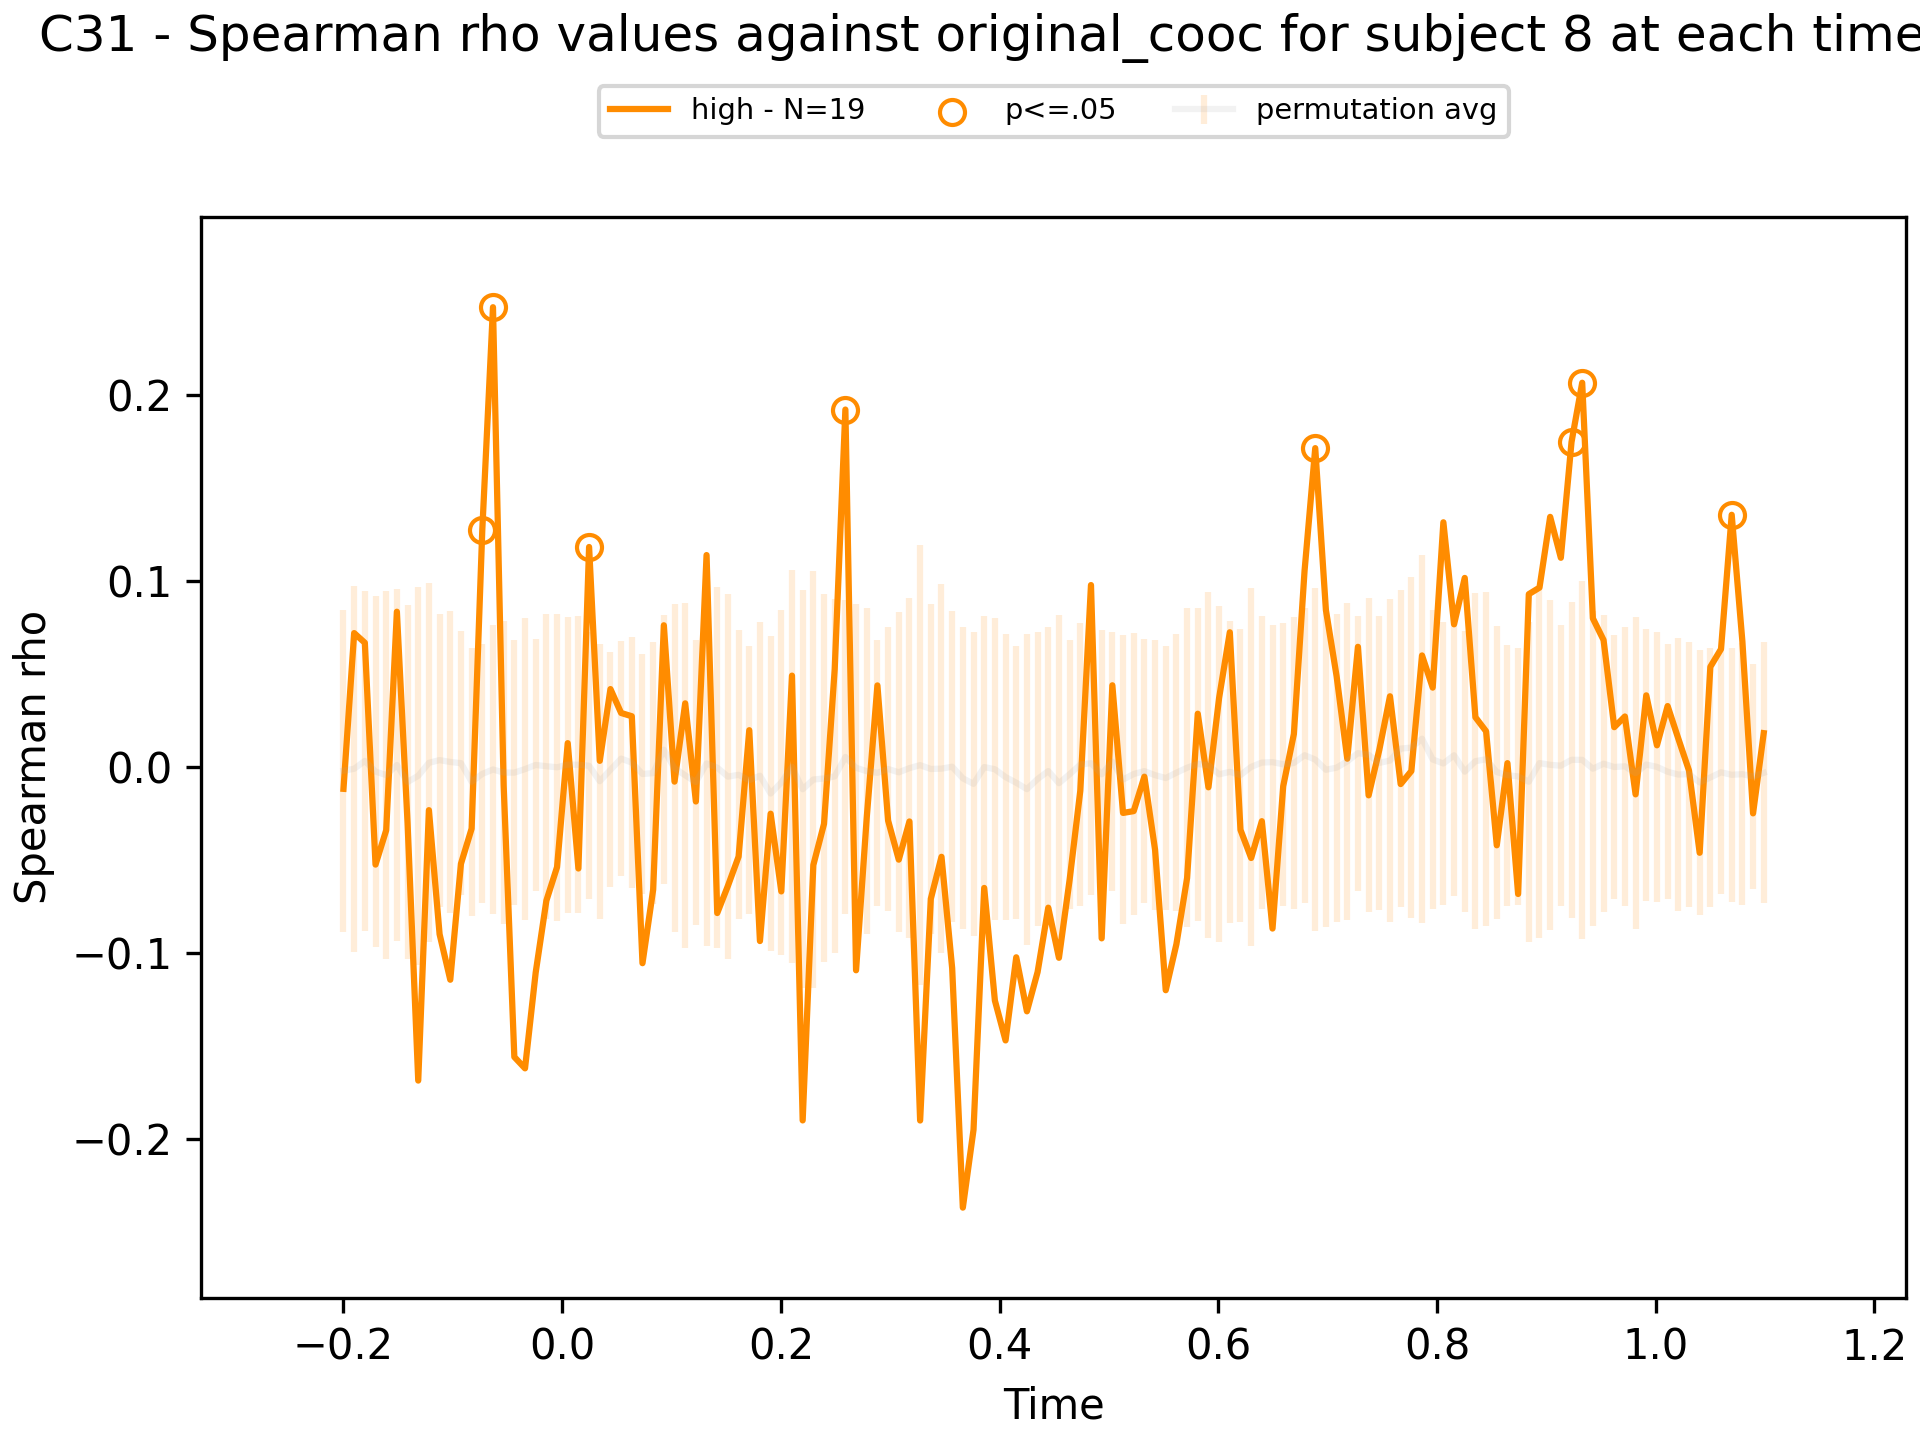 C31 - Spearman rho values against original_cooc for subject 8 at each time
high - N=19 p<=.05 permutation avg
Spearman rho
0.2
0.1
0.0
−0.1
−0.2
−0.2 0.0 0.2 0.4 0.6 0.8 1.0 1.2
Time